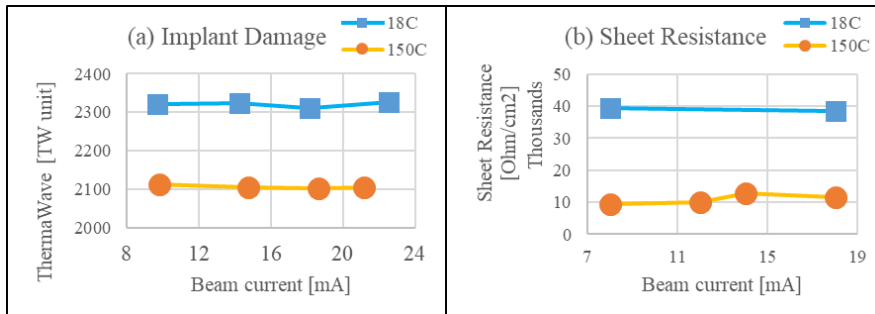 (a) Implant Damage
18C
150C
ThermaWave [TW unit]
2400
2300
2200
2100
2000
8
12
16
20
24
Beam current [mA]
(b) Sheet Resistance
18C
150C
Sheet Resistance
[Ohm/cm2]
Thousands
50
40
30
20
10
0
7
11
15
19
Beam current [mA]